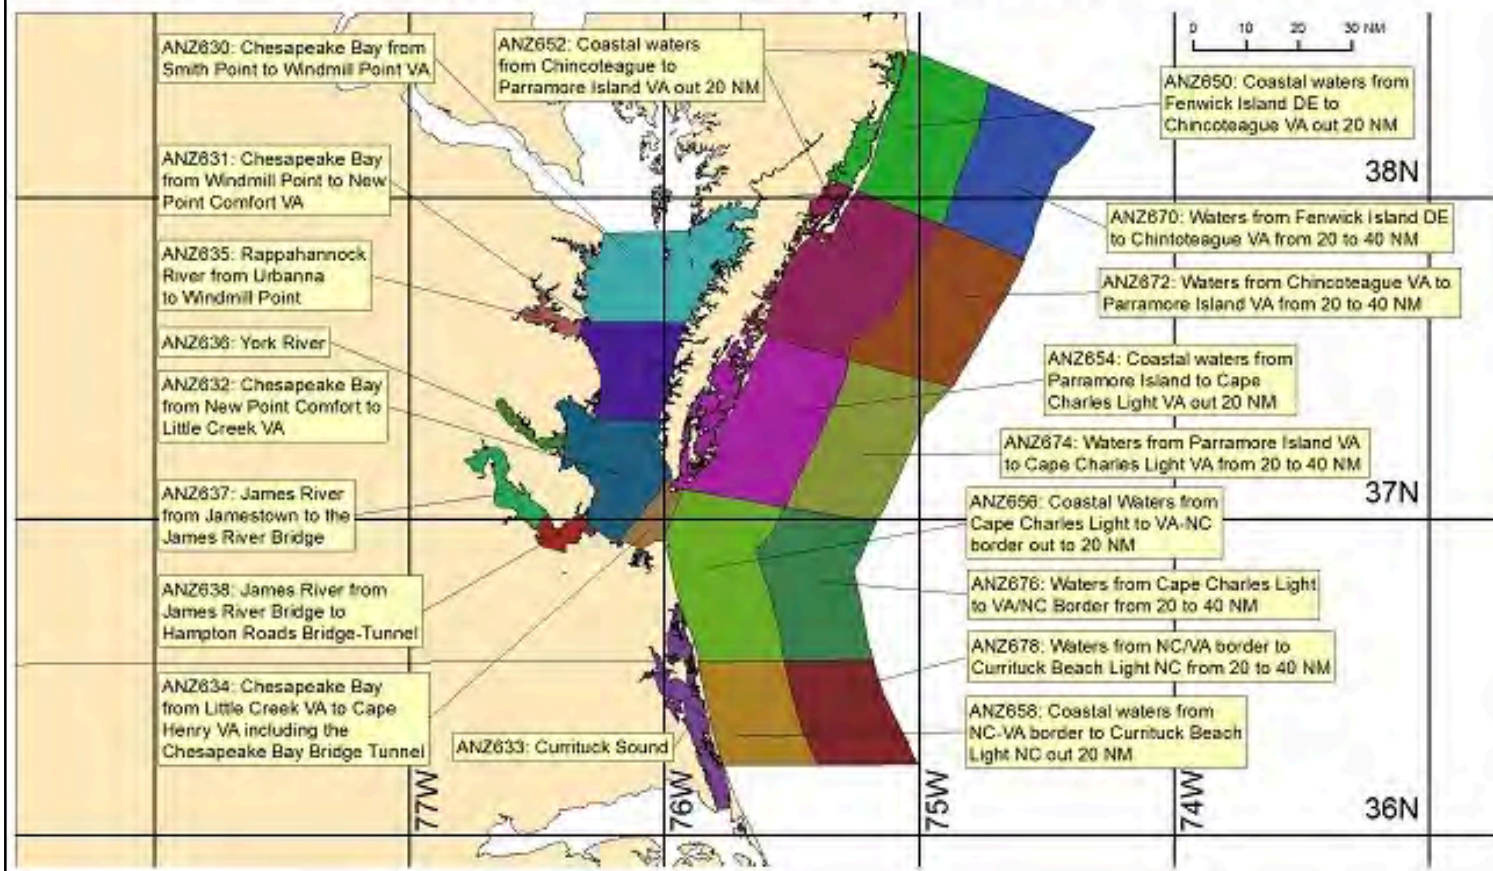 ANZ630: Chesapeake Bay from
Smith Point to Windmill Point VA
ANZ652: Coastal waters
from Chincoteague to
Parramore Island VA out 20 NM
0 10 20 30 NM
ANZ650: Coastal waters from
Fenwick Island DE to
Chincoteague VA out 20 NM
ANZ631: Chesapeake Bay
from Windmill Point to New
Point Comfort VA
38N
ANZ670: Waters from Fenwick Island DE
to Chintoteague VA from 20 to 40 NM
ANZ635: Rappahannock
River from Urbanna
to Windmill Point
ANZ672: Waters from Chincoteague VA to
Parramore Island VA from 20 to 40 NM
ANZ636: York River
ANZ654: Coastal waters from
Parramore Island to Cape
Charles Light VA out 20 NM
ANZ632: Chesapeake Bay
from New Point Comfort to
Little Creek VA
ANZ674: Waters from Parramore Island VA
to Cape Charles Light VA from 20 to 40 NM
ANZ637: James River
from Jamestown to the
James River Bridge
37N
ANZ656: Coastal Waters from
Cape Charles Light to VA-NC
border out to 20 NM
ANZ638: James River from
James River Bridge to
Hampton Roads Bridge-Tunnel
ANZ676: Waters from Cape Charles Light
to VA/NC Border from 20 to 40 NM
ANZ678: Waters from NC/VA border to
Currituck Beach Light NC from 20 to 40 NM
ANZ634: Chesapeake Bay
from Little Creek VA to Cape
Henry VA including the
Chesapeake Bay Bridge Tunnel
ANZ633: Currituck Sound
ANZ658: Coastal waters from
NC-VA border to Currituck Beach
Light NC out 20 NM
77W
76W
75W
74W
36N